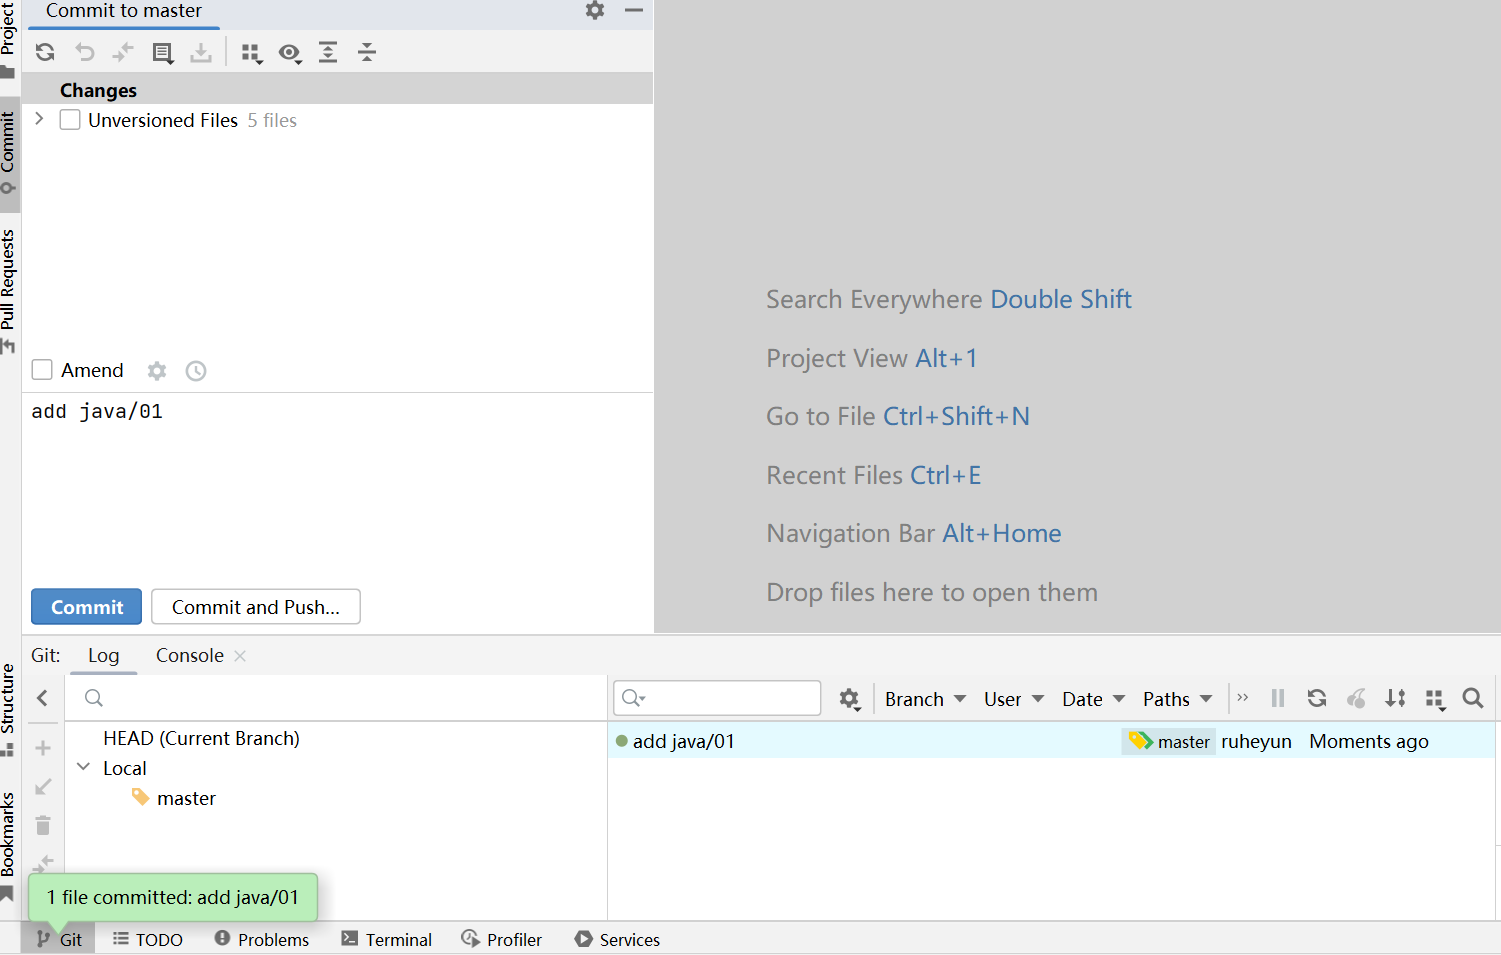 Commit to master
Project
Commit
Pull Requests
Structure
Bookmarks
Changes
Unversioned Files 5 files
Amend
add java/01
Commit
Commit and Push...
Search Everywhere Double Shift
Project View Alt+1
Go to File Ctrl+Shift+N
Recent Files Ctrl+E
Navigation Bar Alt+Home
Drop files here to open them
Git: Log Console
Branch User Date Paths
HEAD (Current Branch)
Local
master
add java/01 master ruheyun Moments ago
1 file committed: add java/01
Git TODO Problems Terminal Profiler Services